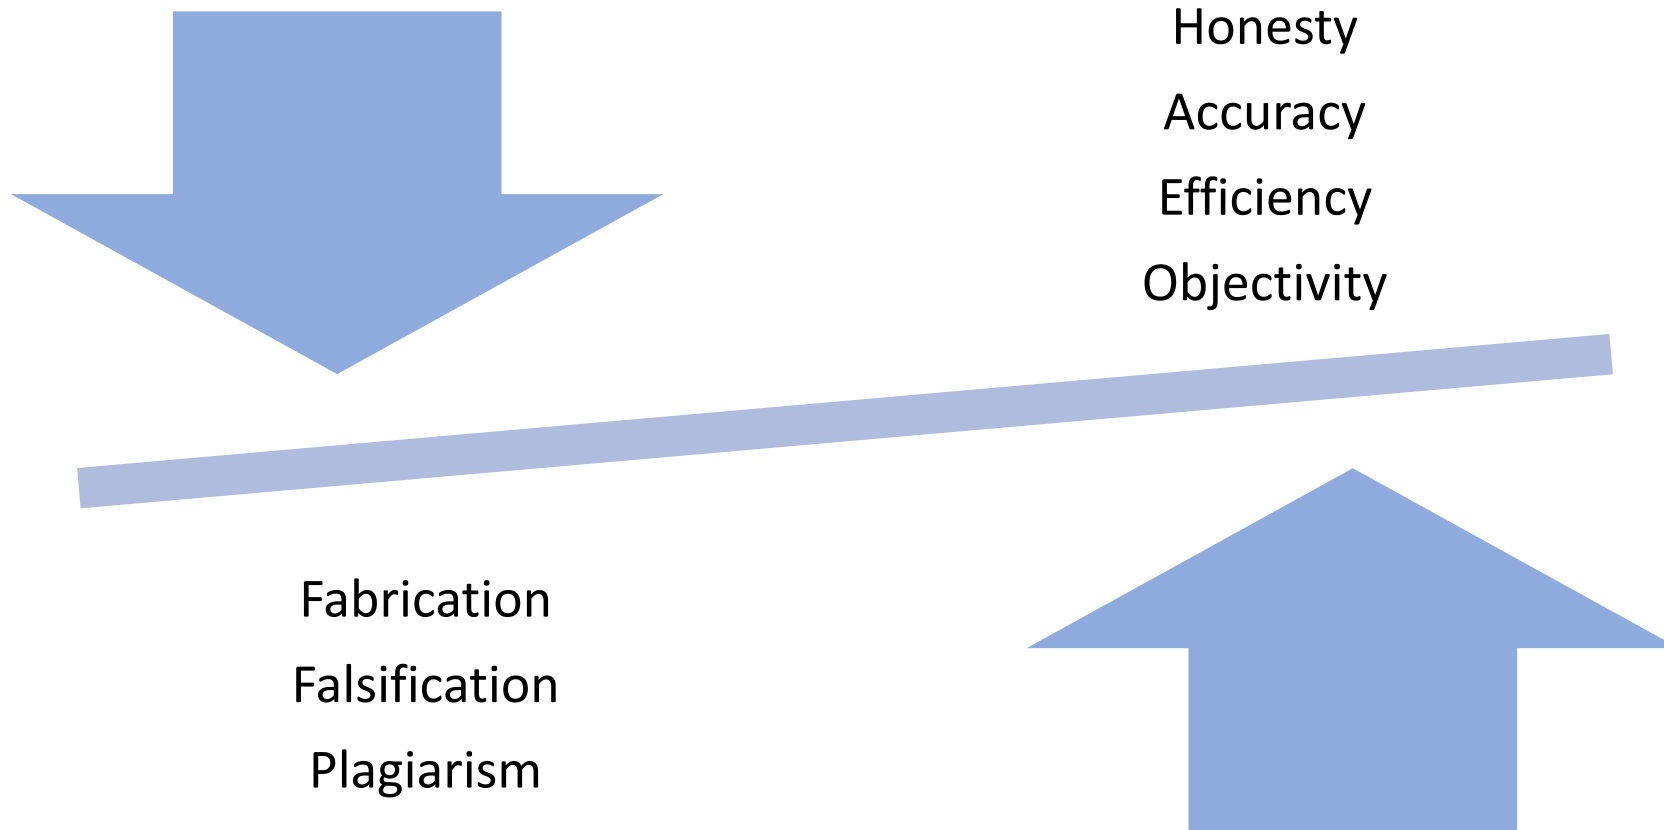 Honesty
Accuracy
Efficiency
Objectivity
Fabrication
Falsification
Plagiarism